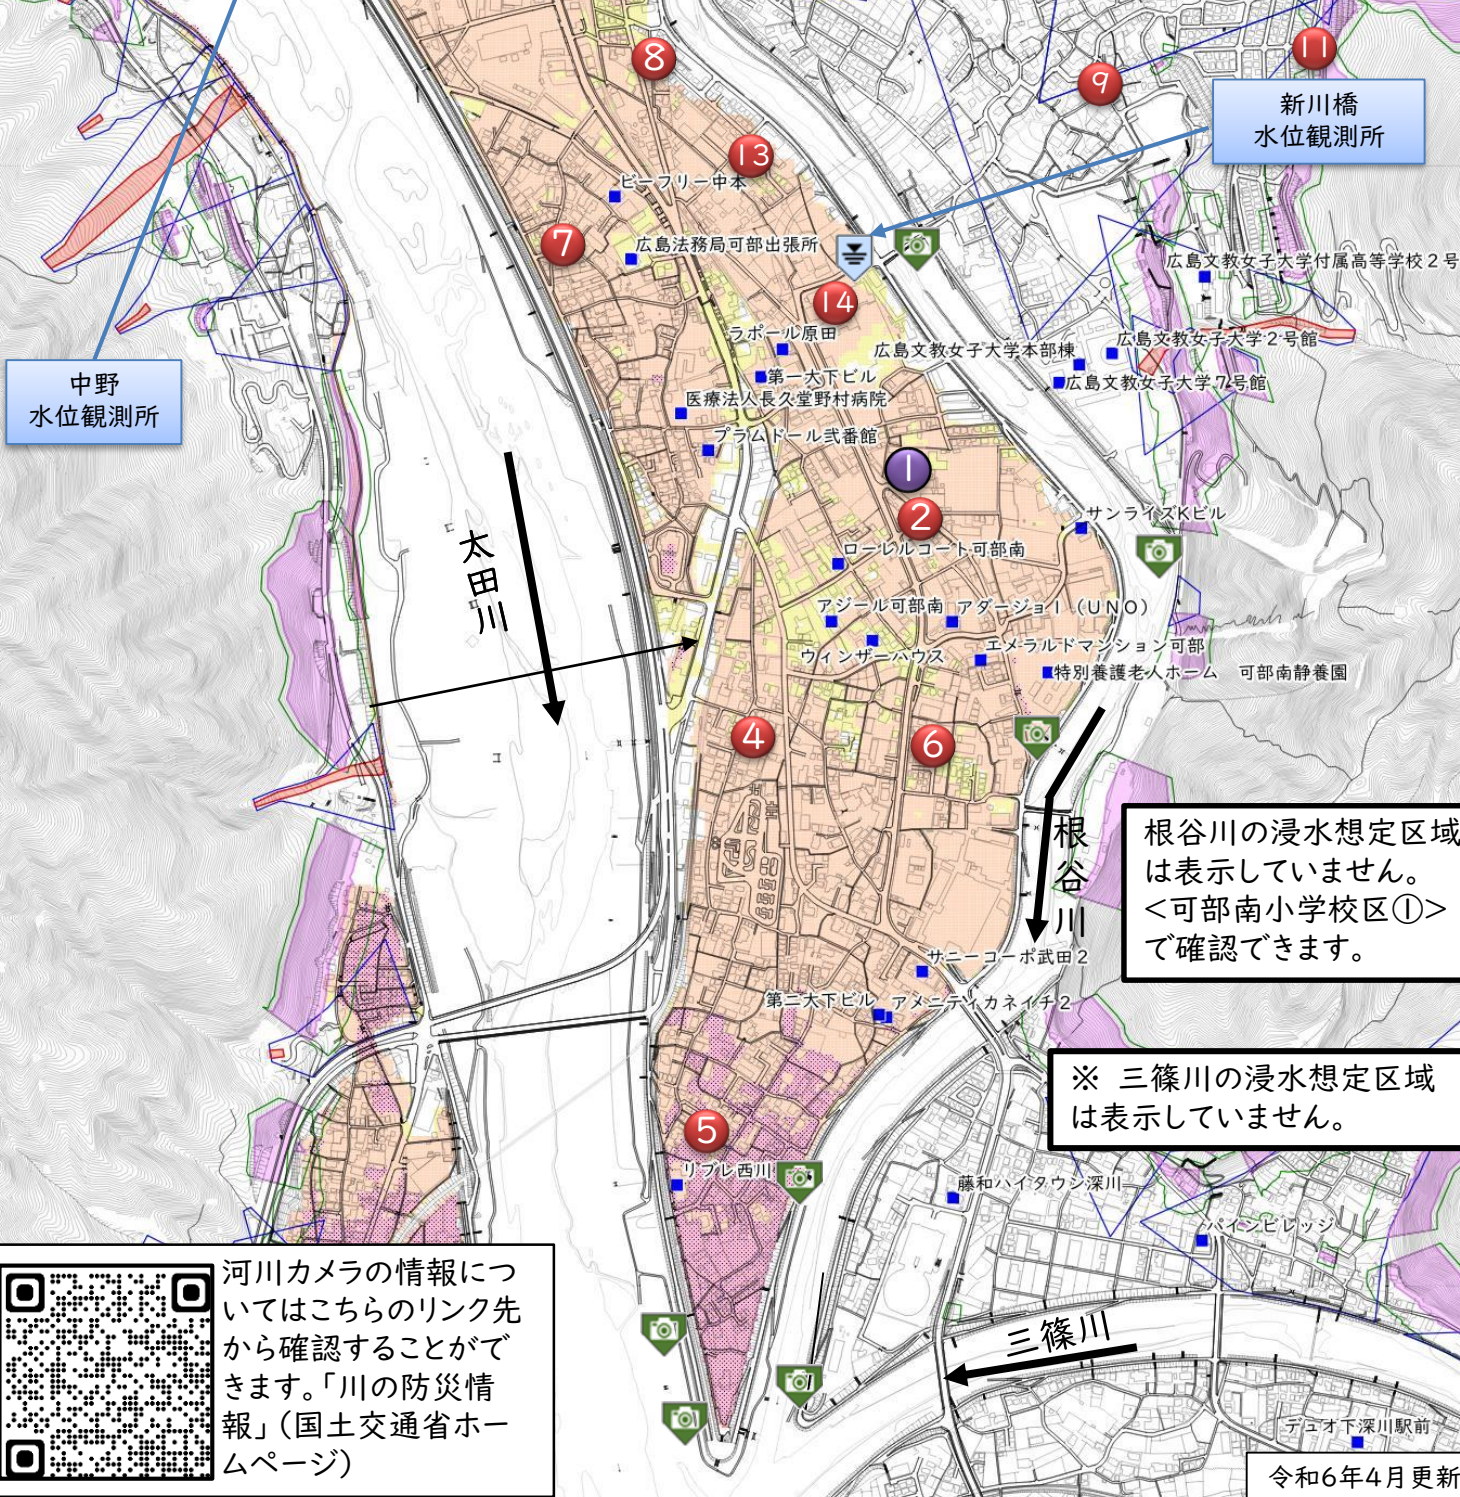 8
9
11
新川橋
水位観測所
13
ビーフリー中本
7
広島法務局可部出張所
広島文教女子大学付属高等学校2号
14
ラポール原田
広島文教女子大学本部棟
広島文教女子大学2号館
中野
水位観測所
第一大下ビル
広島文教女子大学7号館
医療法人長久堂野村病院
プラムドール弐番館
1
2
サンライズKビル
太田川
ローレルコート可部南
アジール可部南
アダージョⅠ(UNO)
ウィンザーハウス
エメラルドマンション可部
特別養護老人ホーム 可部南静養園
4
6
根谷川
根谷川の浸水想定区域
は表示していません。
<可部南小学校区①>
で確認できます。
サニーコーポ武田2
第二大下ビル
アメニティカネイチ2
※ 三篠川の浸水想定区域
は表示していません。
5
リブレ西川
藤和ハイタウン深川
パインビレッジ
河川カメラの情報につ
いてはこちらのリンク先
から確認することがで
きます。「川の防災情
報」(国土交通省ホー
ムページ)
三篠川
デュオ下深川駅前
令和6年4月更新